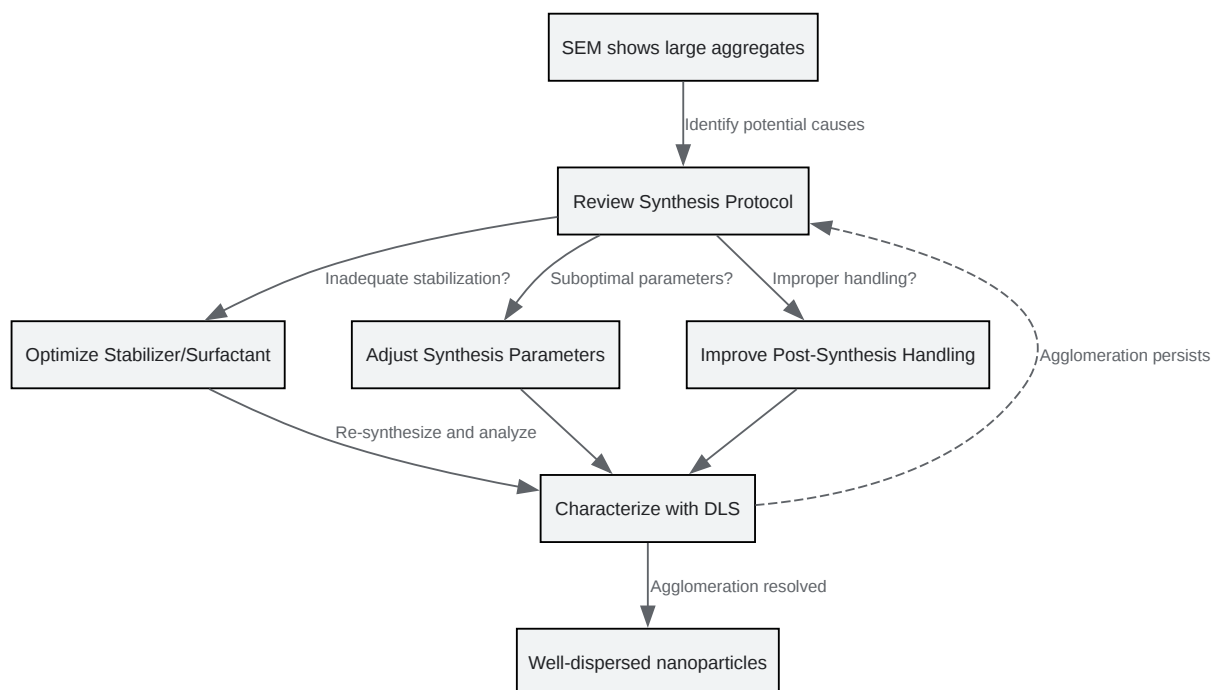 SEM shows large aggregates
Identify potential causes
Review Synthesis Protocol
Inadequate stabilization?
Suboptimal parameters?
Improper handling?
Optimize Stabilizer/Surfactant
Adjust Synthesis Parameters
Improve Post-Synthesis Handling
Agglomeration persists
Re-synthesize and analyze
Characterize with DLS
Agglomeration resolved
Well-dispersed nanoparticles